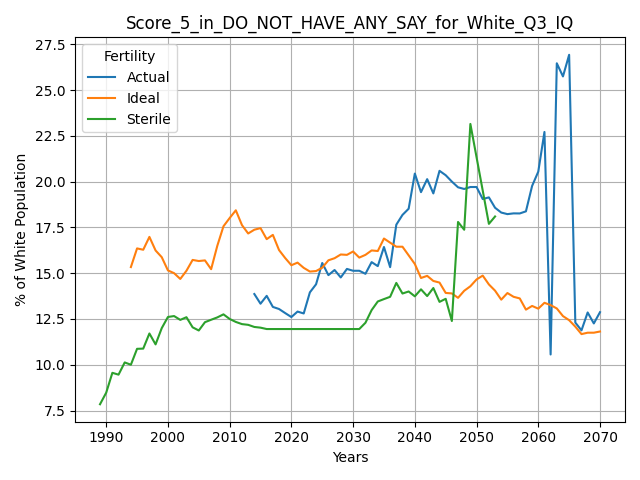 Score_5_in_DO_NOT_HAVE_ANY_SAY_for_White_Q3_IQ
Fertility
Actual
Ideal
Sterile
% of White Population
27.5
25.0
22.5
20.0
17.5
15.0
12.5
10.0
7.5
1990 2000 2010 2020 2030 2040 2050 2060 2070
Years